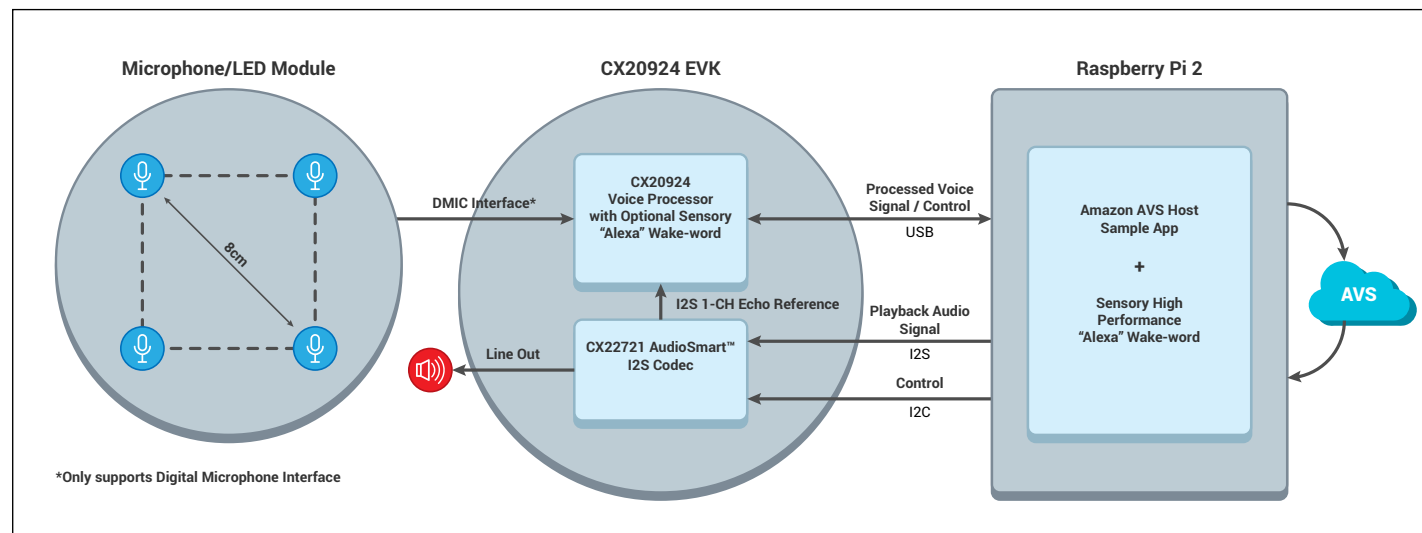 Microphone/LED Module
8cm
*Only supports Digital Microphone Interface
DMIC Interface*
CX20924 EVK
CX20924
Voice Processor
with Optional Sensory
“Alexa” Wake-word
I2S 1-CH Echo Reference
CX22721 AudioSmart™
I2S Codec
Line Out
Processed Voice
Signal / Control
USB
Playback Audio
Signal
I2S
Control
I2C
Raspberry Pi 2
Amazon AVS Host
Sample App
+
Sensory High
Performance
“Alexa” Wake-word
AVS